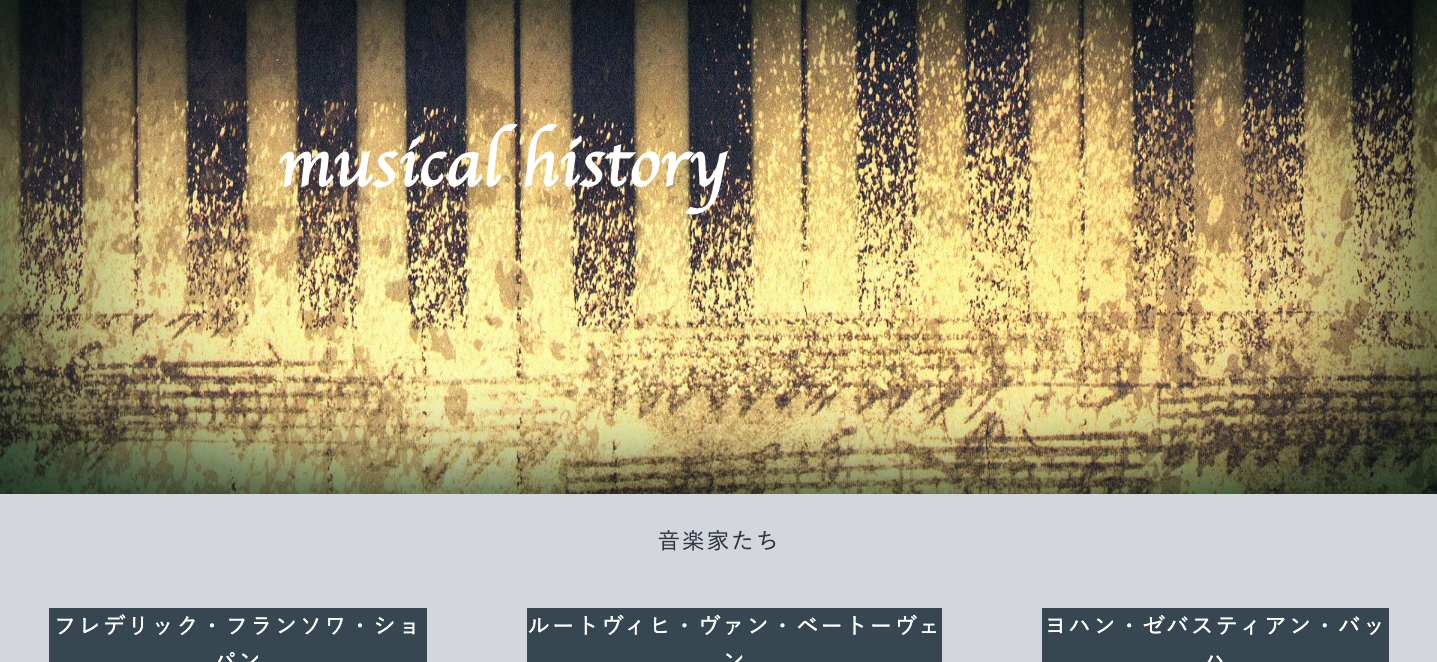 musical history
音楽家たち
フレデリック・フランソワ・ショ
パン
ルートヴィヒ・ヴァン・ベートーヴェ
ン
ヨハン・ゼバスティアン・バッ
ハ